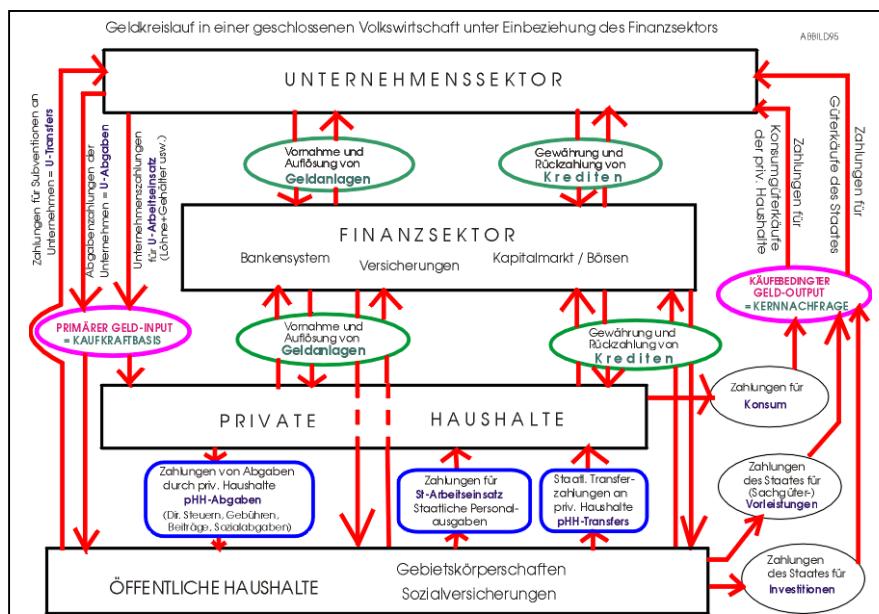 Geldkreislauf in einer geschlossenen Volkswirtschaft unter Einbeziehung des Finanzsektors
ABBILD95
UNTERNEHMENSSEKTOR
Zahlungen für Subventionen an
Unternehmen = U-Transfers
Abgabenzahlungen der
Unternehmen = U-Abgaben
Unternehmenszahlungen
für U-Arbeitseinsatz
(Löhne+Gehälter usw.)
Vornahme und
Auflösung von
Geldanlagen
Gewährung und
Rückzahlung von
Krediten
Zahlungen für
Konsumgüterkäufe
der priv. Haushalte
Zahlungen für
Güterkäufe des Staates
FINANZSEKTOR
Bankensystem
Versicherungen
Kapitalmarkt / Börsen
PRIMÄRER GELD-INPUT
= KAUFKRAFTBASIS
Vornahme und
Auflösung von
Geldanlagen
Gewährung und
Rückzahlung von
Krediten
KÄUFEBEDINGTER
GELD-OUTPUT
= KERNNACHFRAGE
PRIVATE HAUSHALTE
Zahlungen für
Konsum
Zahlungen von Abgaben
durch priv. Haushalte
pHH-Abgaben
(Dir. Steuern, Gebühren,
Beiträge, Sozialabgaben)
Zahlungen für
St-Arbeitseinsatz
Staatliche Personal-
ausgaben
Staatl. Transfer-
zahlungen an
priv. Haushalte
pHH-Transfers
Zahlungen
des Staates für
(Sachgüter-)
Vorleistungen
ÖFFENTLICHE HAUSHALTE
Gebietskörperschaften
Sozialversicherungen
Zahlungen
des Staates für
Investitionen